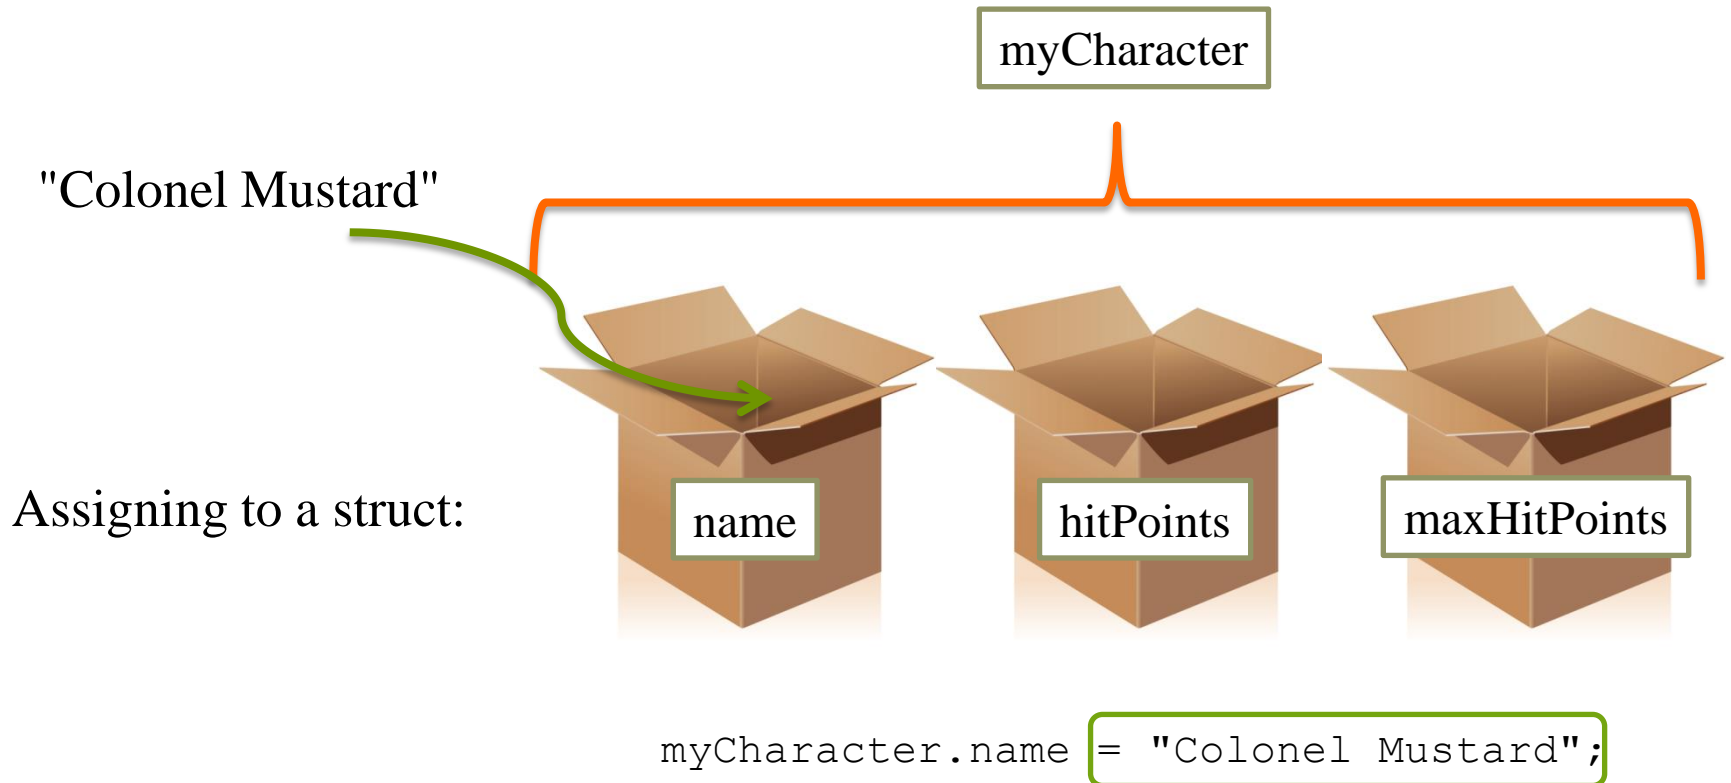 myCharacter
"Colonel Mustard"
Assigning to a struct:
name
hitPoints
maxHitPoints
myCharacter.name = "Colonel Mustard";